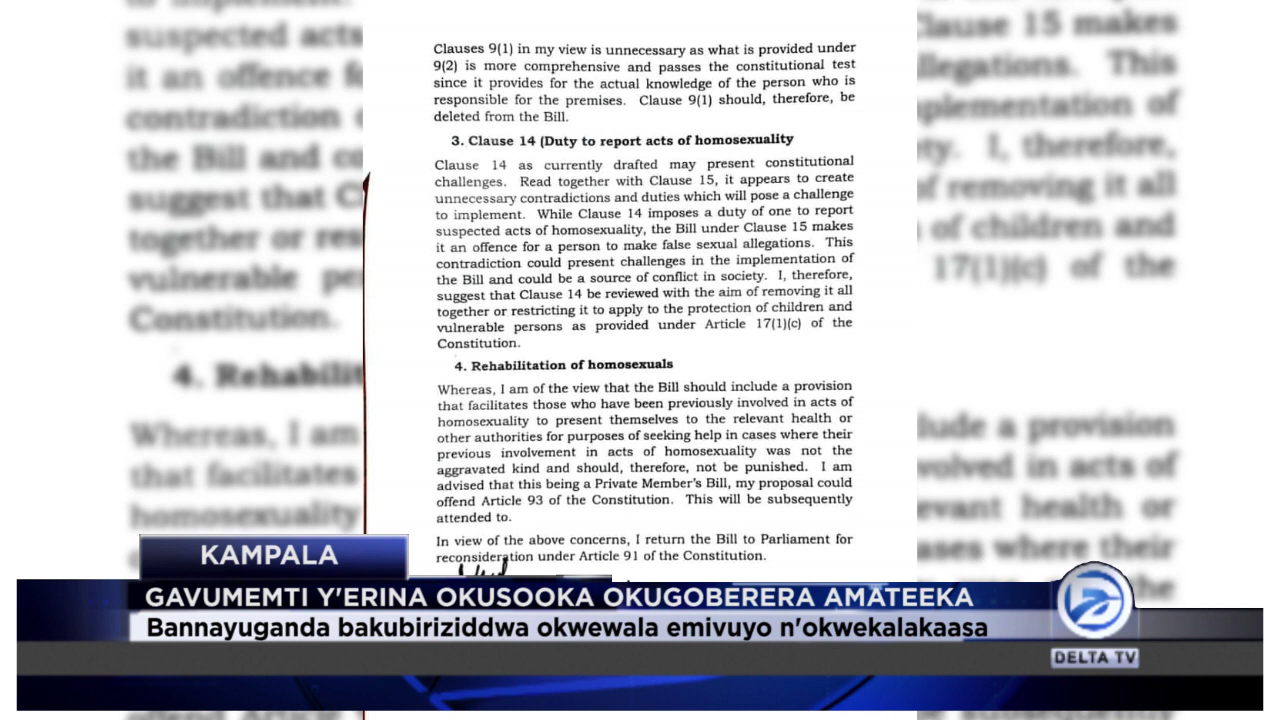 Clauses 9(1) in my view is unnecessary as what is provided under
9(2) is more comprehensive and passes the constitutional test
since it provides for the actual knowledge of the person who is
responsible for the premises. Clause 9(1) should, therefore, be
deleted from the Bill.
3. Clause 14 (Duty to report acts of homosexuality
Clause 14 as currently drafted may present constitutional
challenges. Read together with Clause 15, it appears to create
unnecessary contradictions and duties which will pose a challenge
to implement. While Clause 14 imposes a duty of one to report
suspected acts of homosexuality, the Bill under Clause 15 makes
it an offence for a person to make false sexual allegations. This
contradiction could present challenges in the implementation of
the Bill and could be a source of conflict in society. I, therefore,
suggest that Clause 14 be reviewed with the aim of removing it all
together or restricting it to apply to the protection of children and
vulnerable persons as provided under Article 17(1)(c) of the
Constitution.
4. Rehabilitation of homosexuals
Whereas, I am of the view that the Bill should include a provision
that facilitates those who have been previously involved in acts of
homosexuality to present themselves to the relevant health or
other authorities for purposes of seeking help in cases where their
previous involvement in acts of homosexuality was not the
aggravated kind and should, therefore, not be punished. I am
advised that this being a Private Member's Bill, my proposal could
offend Article 93 of the Constitution. This will be subsequently
attended to.
In view of the above concerns, I return the Bill to Parliament for
reconsideration under Article 91 of the Constitution.
KAMPALA
GAVUMEMTI Y'ERINA OKUSOOKA OKUGOBERERA AMATEEKA
Bannayuganda bakubiriziddwa okwewala emivuyo n'okwekalakaasa
DELTA TV